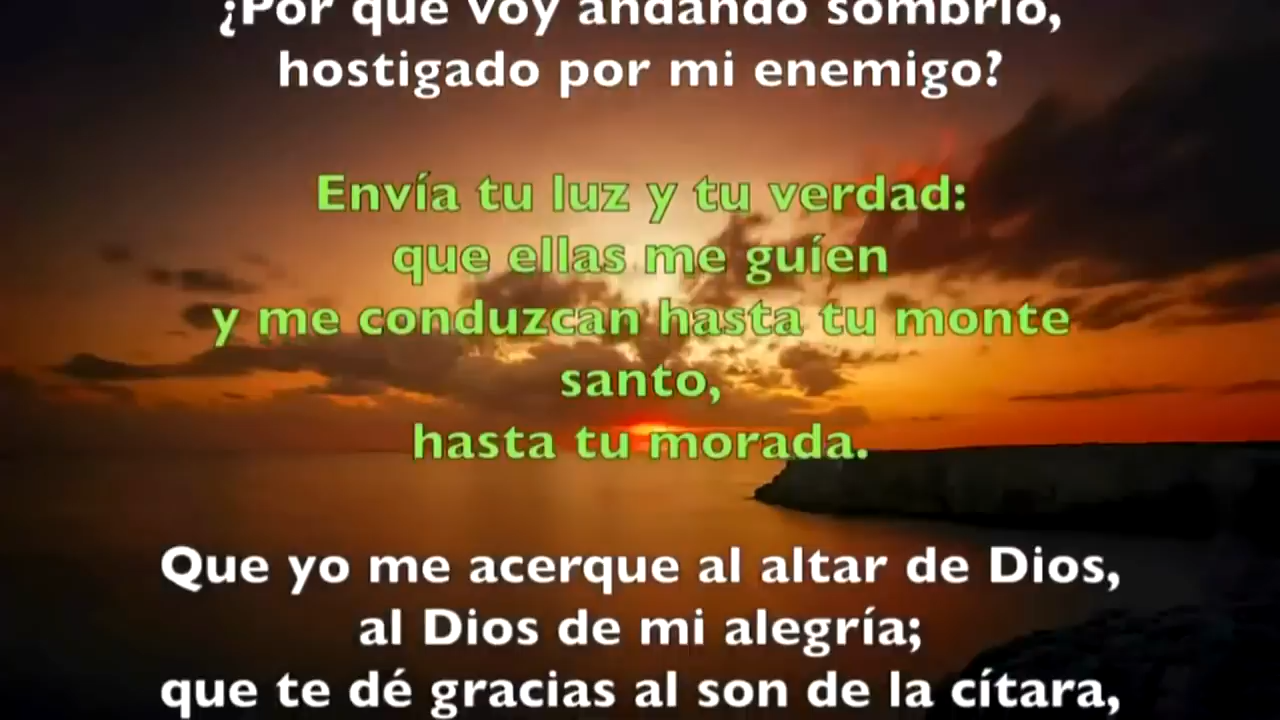 ¿Por qué voy andando sombrío,
hostigado por mi enemigo?
Envía tu luz y tu verdad:
que ellas me guíen
y me conduzcan hasta tu monte
santo,
hasta tu morada.
Que yo me acerque al altar de Dios,
al Dios de mi alegría;
que te dé gracias al son de la cítara,